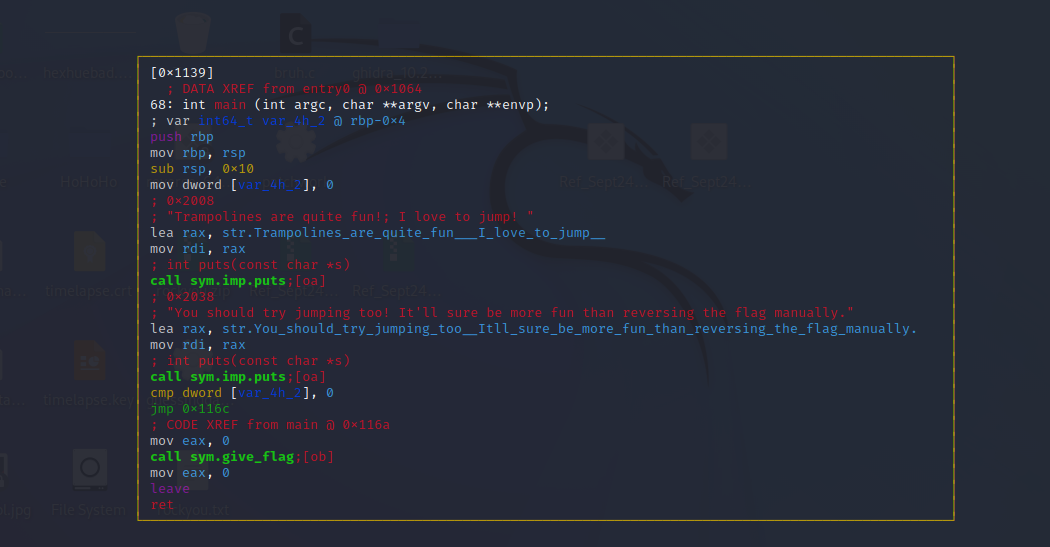 [0×1139]
; DATA XREF from entry0 @ 0×1064
68: int main (int argc, char **argv, char **envp);
; var int64_t var_4h_2 @ rbp-0×4
push rbp
mov rbp, rsp
sub rsp, 0×10
mov dword [var_4h_2], 0
; 0×2008
; "Trampolines are quite fun!; I love to jump! "
lea rax, str.Trampolines_are_quite_fun___I_love_to_jump__
mov rdi, rax
; int puts(const char *s)
call sym.imp.puts;[oa]
; 0×2038
; "You should try jumping too! It'll sure be more fun than reversing the flag manually."
lea rax, str.You_should_try_jumping_too__Itll_sure_be_more_fun_than_reversing_the_flag_manually.
mov rdi, rax
; int puts(const char *s)
call sym.imp.puts;[oa]
cmp dword [var_4h_2], 0
jmp 0×116c
; CODE XREF from main @ 0×116a
mov eax, 0
call sym.give_flag;[ob]
mov eax, 0
leave
ret
HoHoHo
Ref_Sept24...
Ref_Sept24...
Ref_Sept24...
File System